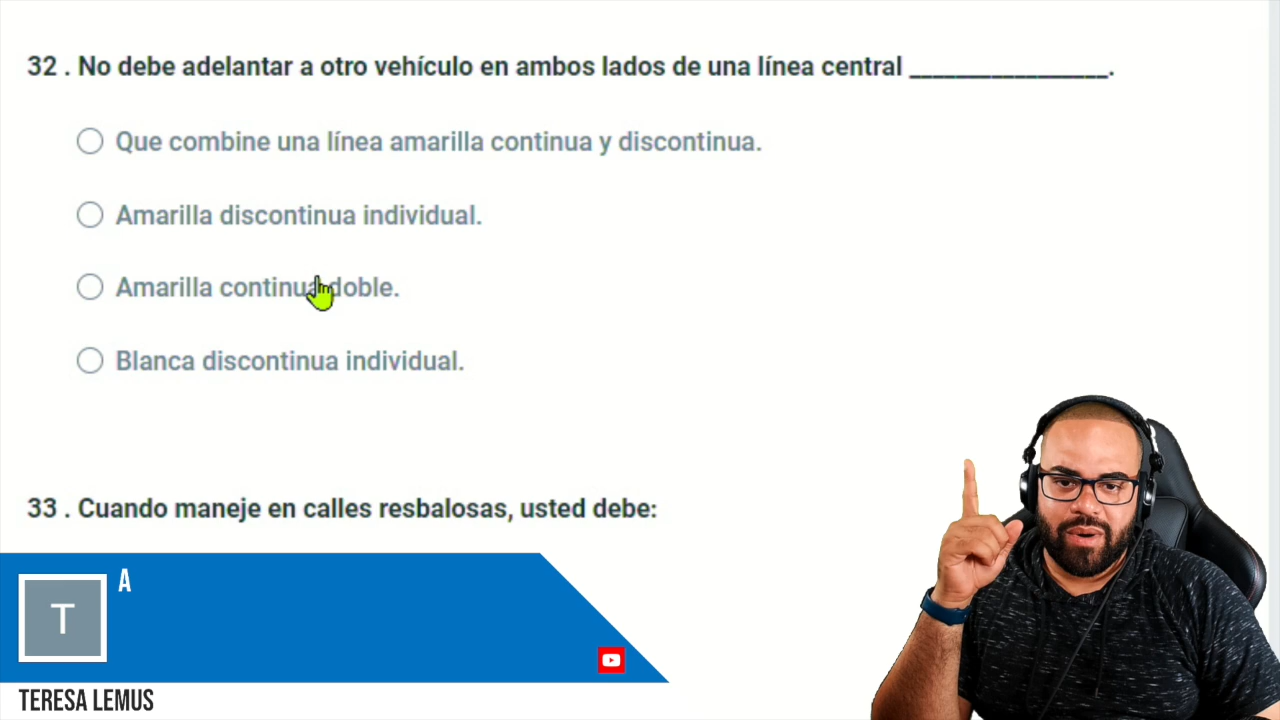 32 . No debe adelantar a otro vehículo en ambos lados de una línea central _______________.
Que combine una línea amarilla continua y discontinua.
Amarilla discontinua individual.
Amarilla continua doble.
Blanca discontinua individual.
33 . Cuando maneje en calles resbalosas, usted debe:
A
T
TERESA LEMUS